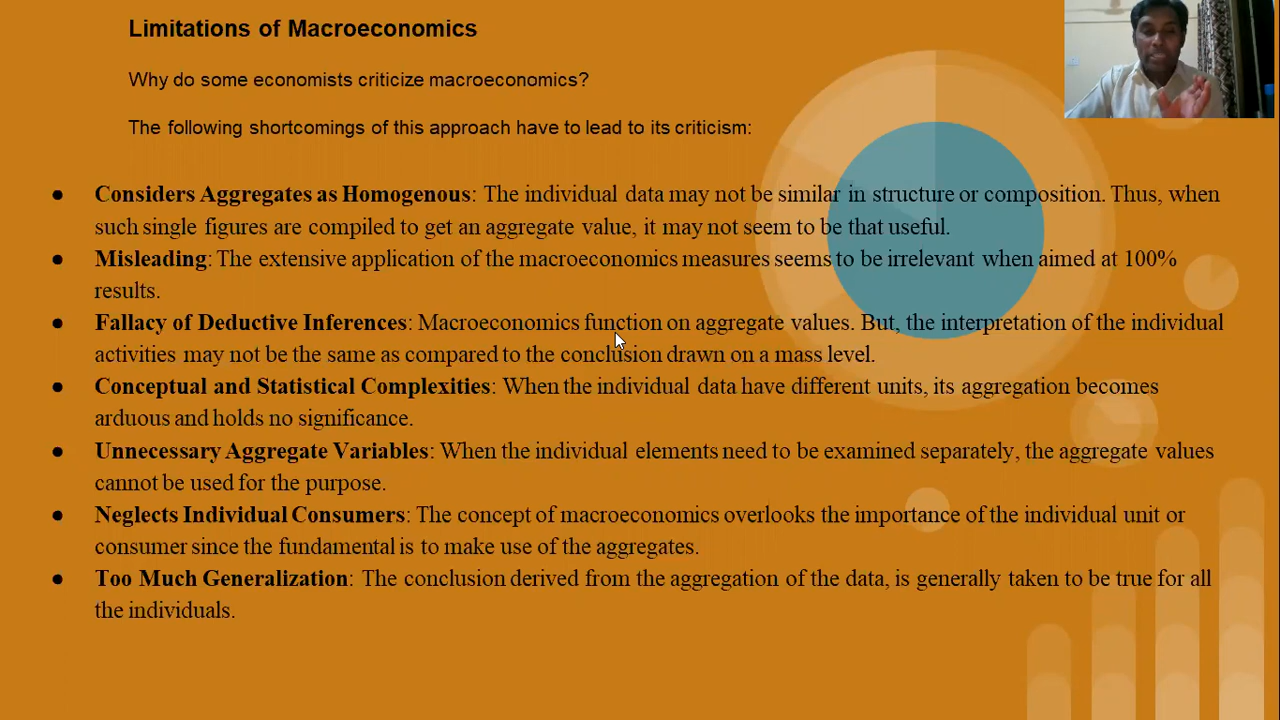 Limitations of Macroeconomics
Why do some economists criticize macroeconomics?
The following shortcomings of this approach have to lead to its criticism:
● Considers Aggregates as Homogenous: The individual data may not be similar in structure or composition. Thus, when
such single figures are compiled to get an aggregate value, it may not seem to be that useful.
● Misleading: The extensive application of the macroeconomics measures seems to be irrelevant when aimed at 100%
results.
● Fallacy of Deductive Inferences: Macroeconomics function on aggregate values. But, the interpretation of the individual
activities may not be the same as compared to the conclusion drawn on a mass level.
● Conceptual and Statistical Complexities: When the individual data have different units, its aggregation becomes
arduous and holds no significance.
● Unnecessary Aggregate Variables: When the individual elements need to be examined separately, the aggregate values
cannot be used for the purpose.
● Neglects Individual Consumers: The concept of macroeconomics overlooks the importance of the individual unit or
consumer since the fundamental is to make use of the aggregates.
● Too Much Generalization: The conclusion derived from the aggregation of the data, is generally taken to be true for all
the individuals.